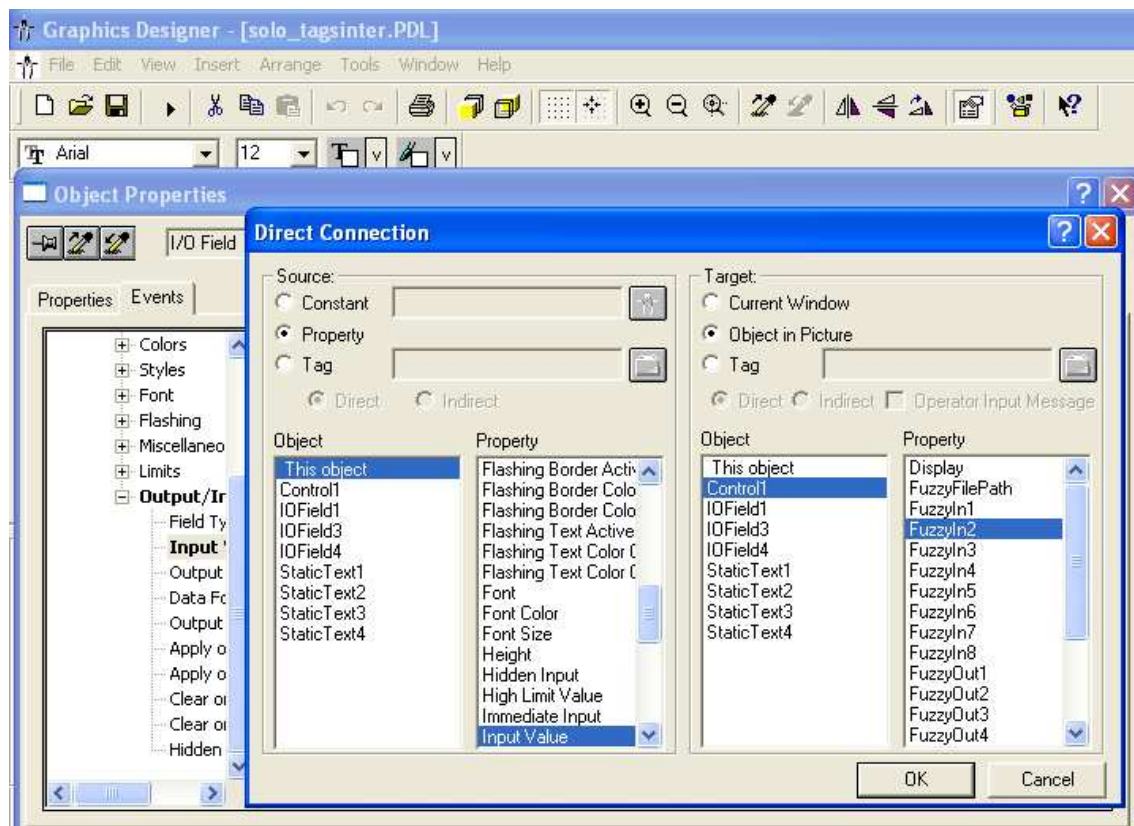 Graphics Designer - [solo_tagsinter.PDL]
File Edit View Insert Arrange Tools Window Help
Arial 12
Object Properties
I/O Field
Properties Events
Colors
Styles
Font
Flashing
Miscellaneo
Limits
Output/Ir
Field Ty
Input
Output
Data Fo
Output
Apply o
Apply o
Clear or
Clear or
Hidden
Direct Connection
Source:
Constant
Property
Tag
Direct Indirect
Object
This object
Control1
IOField1
IOField3
IOField4
StaticText1
StaticText2
StaticText3
StaticText4
Property
Flashing Border Activ
Flashing Border Colo
Flashing Border Colo
Flashing Text Active
Flashing Text Color C
Flashing Text Color C
Font
Font Color
Font Size
Height
Hidden Input
High Limit Value
Immediate Input
Input Value
Target:
Current Window
Object in Picture
Tag
Direct Indirect Operator Input Message
Object
This object
Control1
IOField1
IOField3
IOField4
StaticText1
StaticText2
StaticText3
StaticText4
Property
Display
FuzzyFilePath
FuzzyIn1
FuzzyIn2
FuzzyIn3
FuzzyIn4
FuzzyIn5
FuzzyIn6
FuzzyIn7
FuzzyIn8
FuzzyOut1
FuzzyOut2
FuzzyOut3
FuzzyOut4
OK Cancel